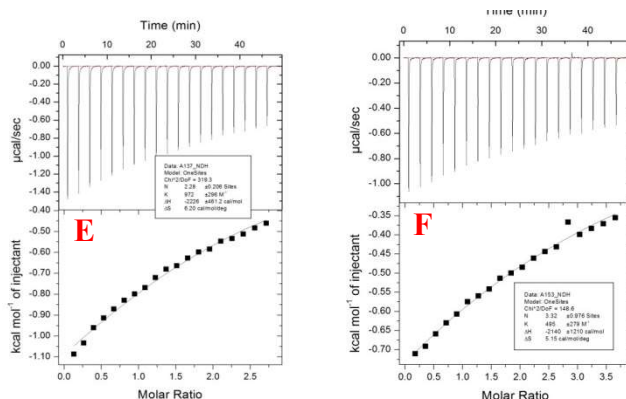 Time (min)
0 10 20 30 40
0.00
-0.20
-0.40
-0.60
-0.80
-1.00
-1.20
-1.40
-0.40
µcal/sec
Data: A137_NDH
Model: OneSites
Chi^2/DoF = 319.3
N 2.28 ±0.206 Sites
K 972 ±296 M⁻¹
ΔH -2226 ±461.2 cal/mol
ΔS 6.20 cal/mol/deg
E
-0.50
-0.60
-0.70
-0.80
-0.90
-1.00
-1.10
kcal mol⁻¹ of injectant
0.0 0.5 1.0 1.5 2.0 2.5
Molar Ratio
Time (min)
0 10 20 30 40
0.00
-0.20
-0.40
-0.60
-0.80
-1.00
µcal/sec
-0.35
-0.40
-0.45
-0.50
-0.55
-0.60
-0.65
-0.70
kcal mol⁻¹ of injectant
F
Data: A153_NDH
Model: OneSites
Chi^2/DoF = 148.6
N 3.32 ±0.976 Sites
K 495 ±279 M⁻¹
ΔH -2140 ±1210 cal/mol
ΔS 5.15 cal/mol/deg
0.0 0.5 1.0 1.5 2.0 2.5 3.0 3.5
Molar Ratio